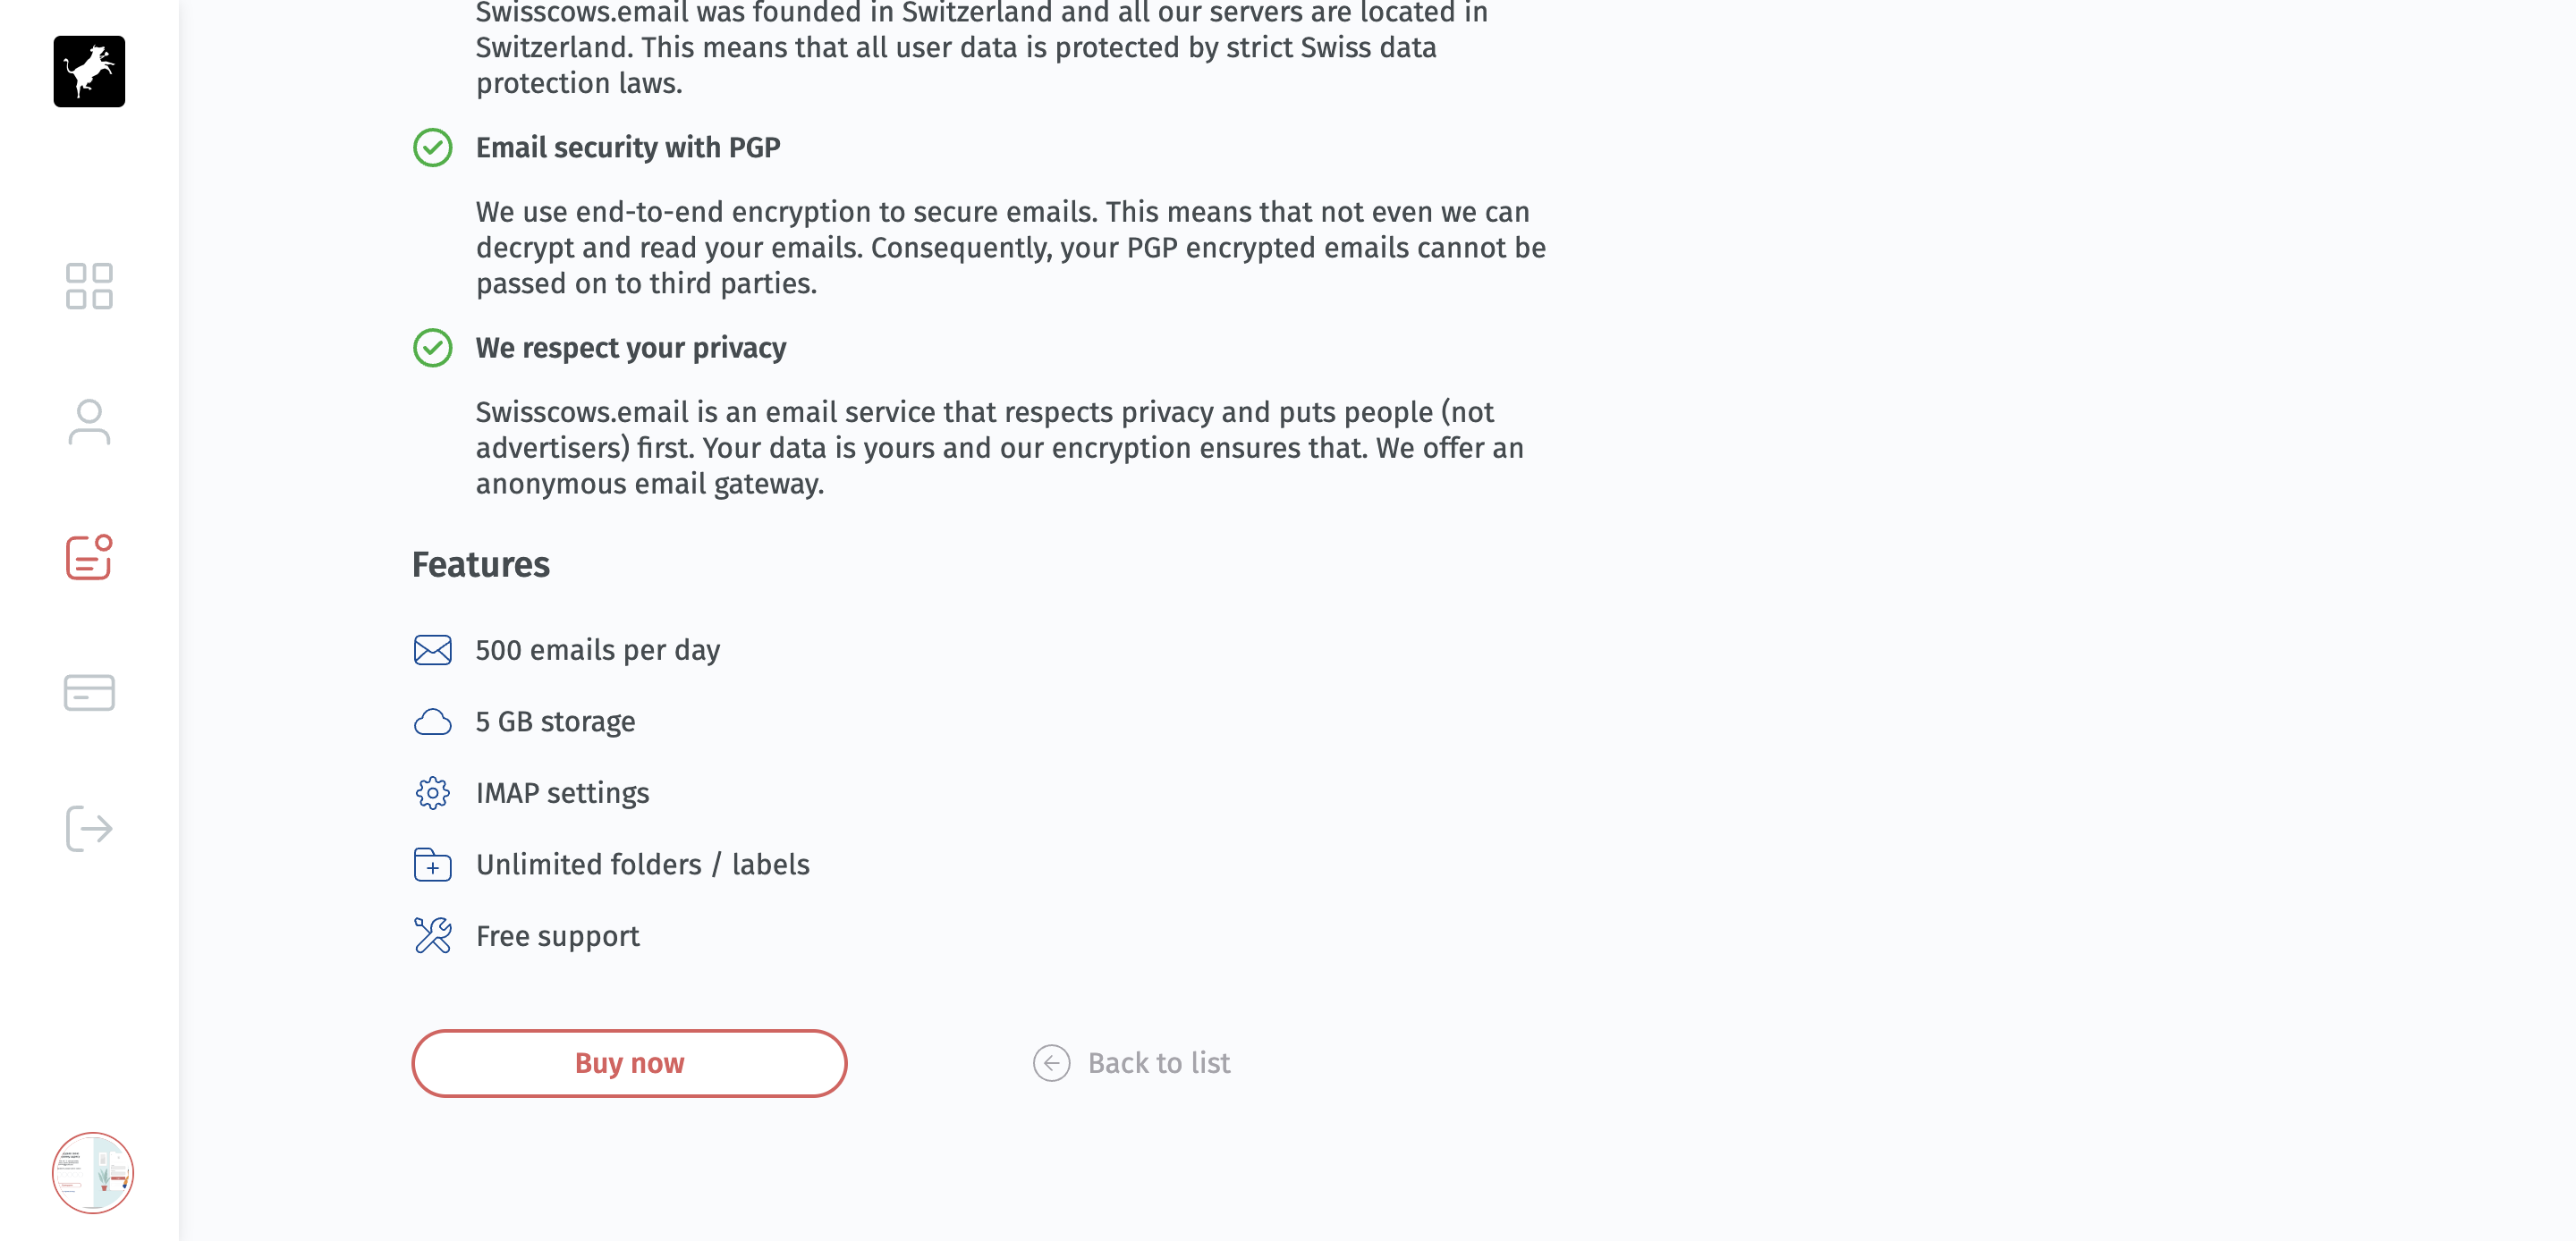 Swisscows.email was founded in Switzerland and all our servers are located in
Switzerland. This means that all user data is protected by strict Swiss data
protection laws.
Email security with PGP
We use end-to-end encryption to secure emails. This means that not even we can
decrypt and read your emails. Consequently, your PGP encrypted emails cannot be
passed on to third parties.
We respect your privacy
Swisscows.email is an email service that respects privacy and puts people (not
advertisers) first. Your data is yours and our encryption ensures that. We offer an
anonymous email gateway.
Features
500 emails per day
5 GB storage
IMAP settings
Unlimited folders / labels
Free support
Buy now
Back to list